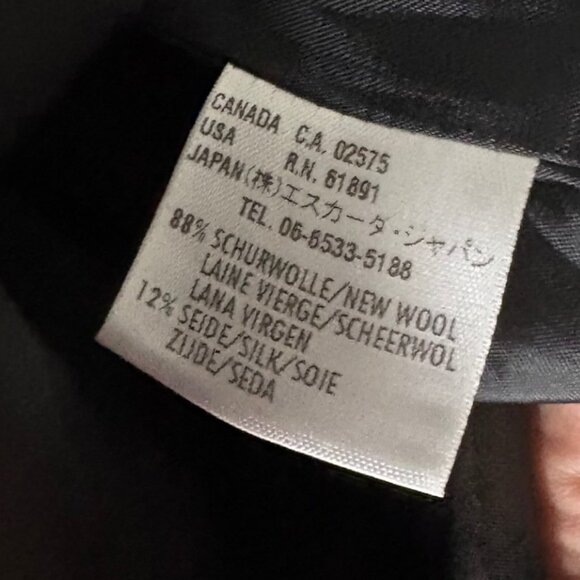 CANADA C.A. 02575
USA R.N. 61891
JAPAN(株)エスカーダ・ジャパン
TEL. 06-6533-5188
88% SCHURWOLLE/NEW WOOL
LAINE VIERGE/SCHEERWOL
LANA VIRGEN
12% SEIDE/SILK/SOIE
ZIJDE/SEDA